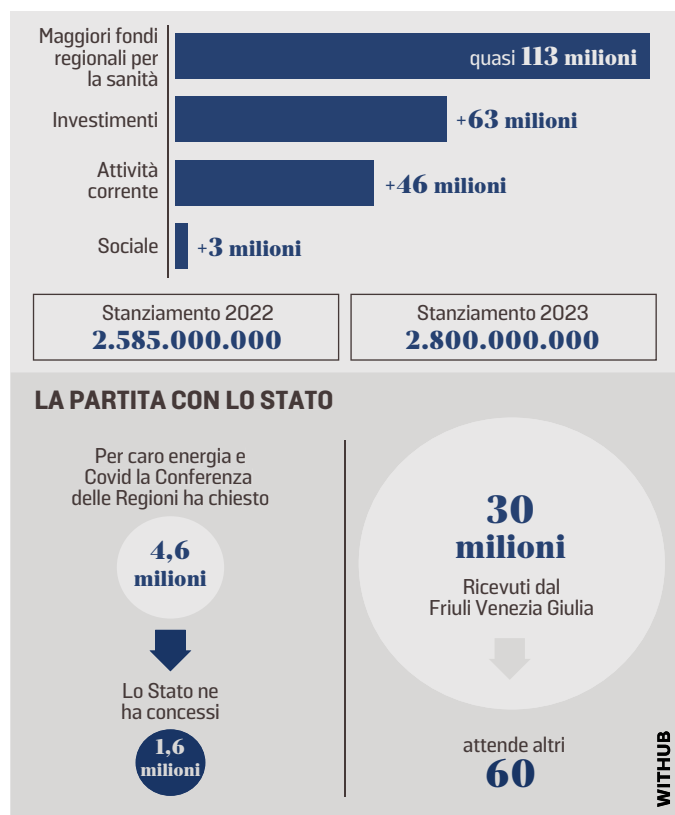 Maggiori fondi
regionali per
la sanità
quasi 113 milioni
Investimenti
+63 milioni
Attività
corrente
+46 milioni
Sociale
+3 milioni
Stanziamento 2022
2.585.000.000
Stanziamento 2023
2.800.000.000
LA PARTITA CON LO STATO
Per caro energia e
Covid la Conferenza
delle Regioni ha chiesto
4,6
milioni
Lo Stato ne
ha concessi
1,6
milioni
30
milioni
Ricevuti dal
Friuli Venezia Giulia
attende altri
60
WITHUB